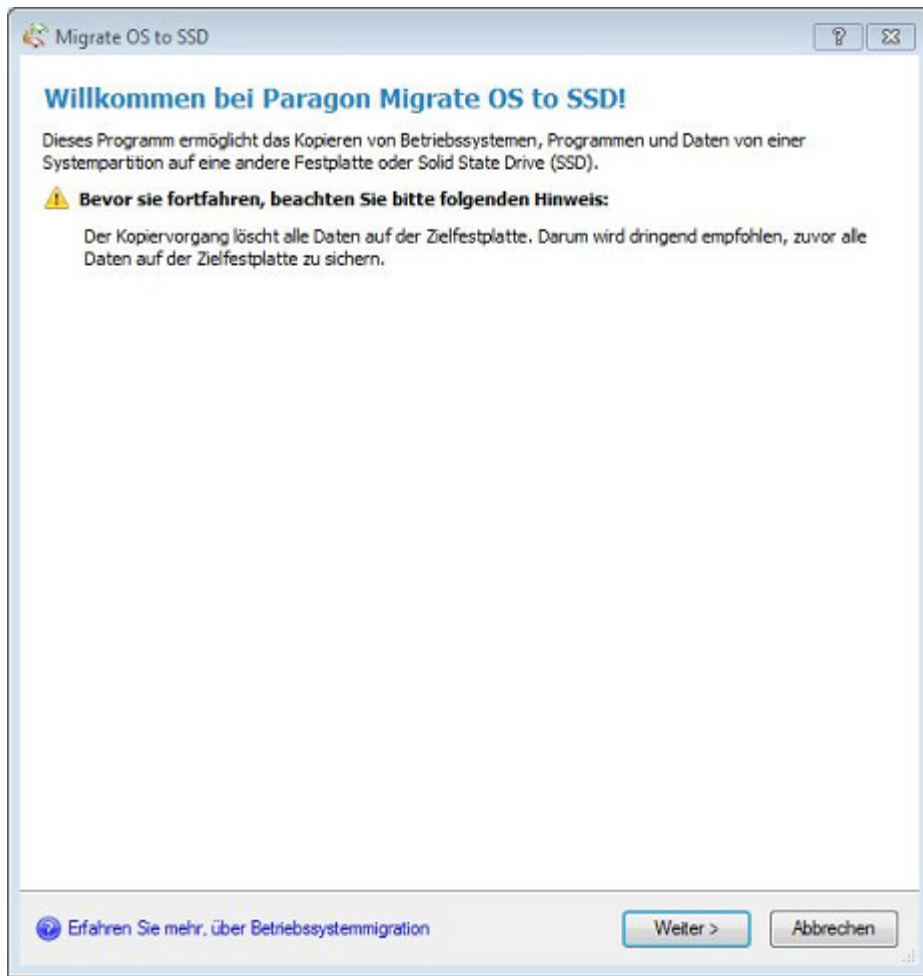 Migrate OS to SSD
Willkommen bei Paragon Migrate OS to SSD!
Dieses Programm ermöglicht das Kopieren von Betriebssystemen, Programmen und Daten von einer
Systempartition auf eine andere Festplatte oder Solid State Drive (SSD).
Bevor sie fortfahren, beachten Sie bitte folgenden Hinweis:
Der Kopiervorgang löscht alle Daten auf der Zielfestplatte. Darum wird dringend empfohlen, zuvor alle
Daten auf der Zielfestplatte zu sichern.
Erfahren Sie mehr, über Betriebssystemmigration
Weiter >
Abbrechen